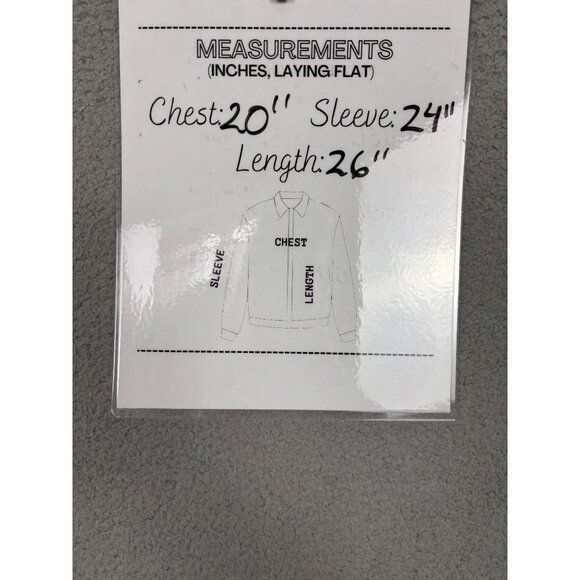 MEASUREMENTS
(INCHES, LAYING FLAT)
Chest: 20" Sleeve: 24"
Length: 26"
CHEST
SLEEVE
LENGTH